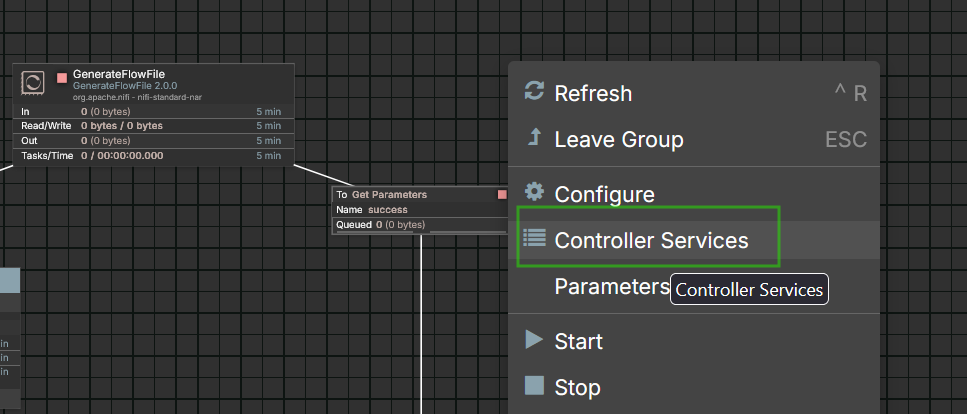 GenerateFlowFile
GenerateFlowFile 2.0.0
org.apache.nifi - nifi-standard-nar
In 0 (0 bytes) 5 min
Read/Write 0 bytes / 0 bytes 5 min
Out 0 (0 bytes) 5 min
Tasks/Time 0 / 00:00:00.000 5 min
To Get Parameters
Name success
Queued 0 (0 bytes)
in
in
in
Refresh ^ R
Leave Group ESC
Configure
Controller Services
Parameters
Controller Services
Start
Stop